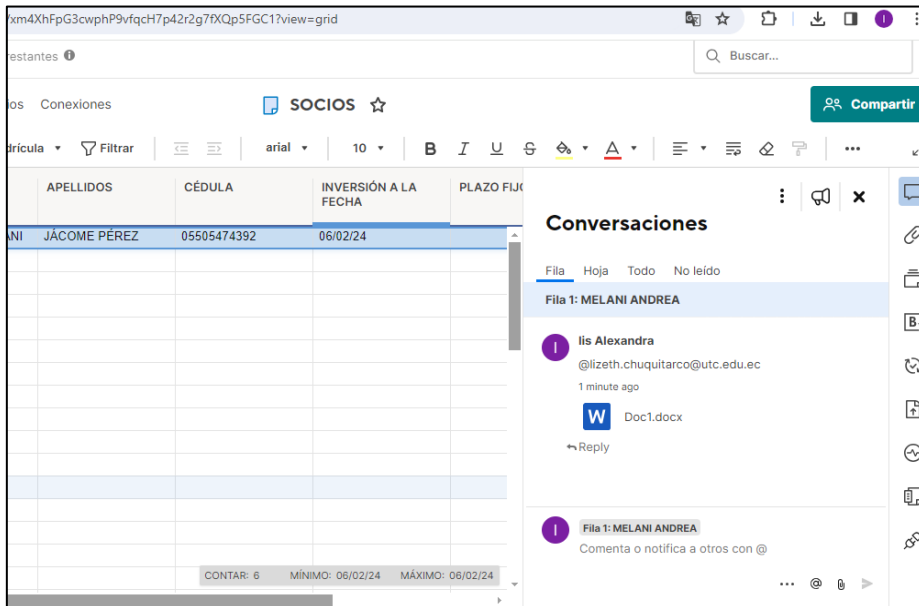 /xm4XhFpG3cwphP9vfqcH7p42r2g7fXQp5FGC1?view=grid
restantes
Buscar...
ios Conexiones
SOCIOS
Compartir
drícula Filtrar arial 10 B I U S A
APELLIDOS CÉDULA INVERSIÓN A LA FECHA PLAZO FIJO
ANI JÁCOME PÉREZ 05505474392 06/02/24
Conversaciones
Fila Hoja Todo No leído
Fila 1: MELANI ANDREA
I
lis Alexandra
@lizeth.chuquitarco@utc.edu.ec
1 minute ago
W Doc1.docx
Reply
I
Fila 1: MELANI ANDREA
Comenta o notifica a otros con @
CONTAR: 6 MÍNIMO: 06/02/24 MÁXIMO: 06/02/24